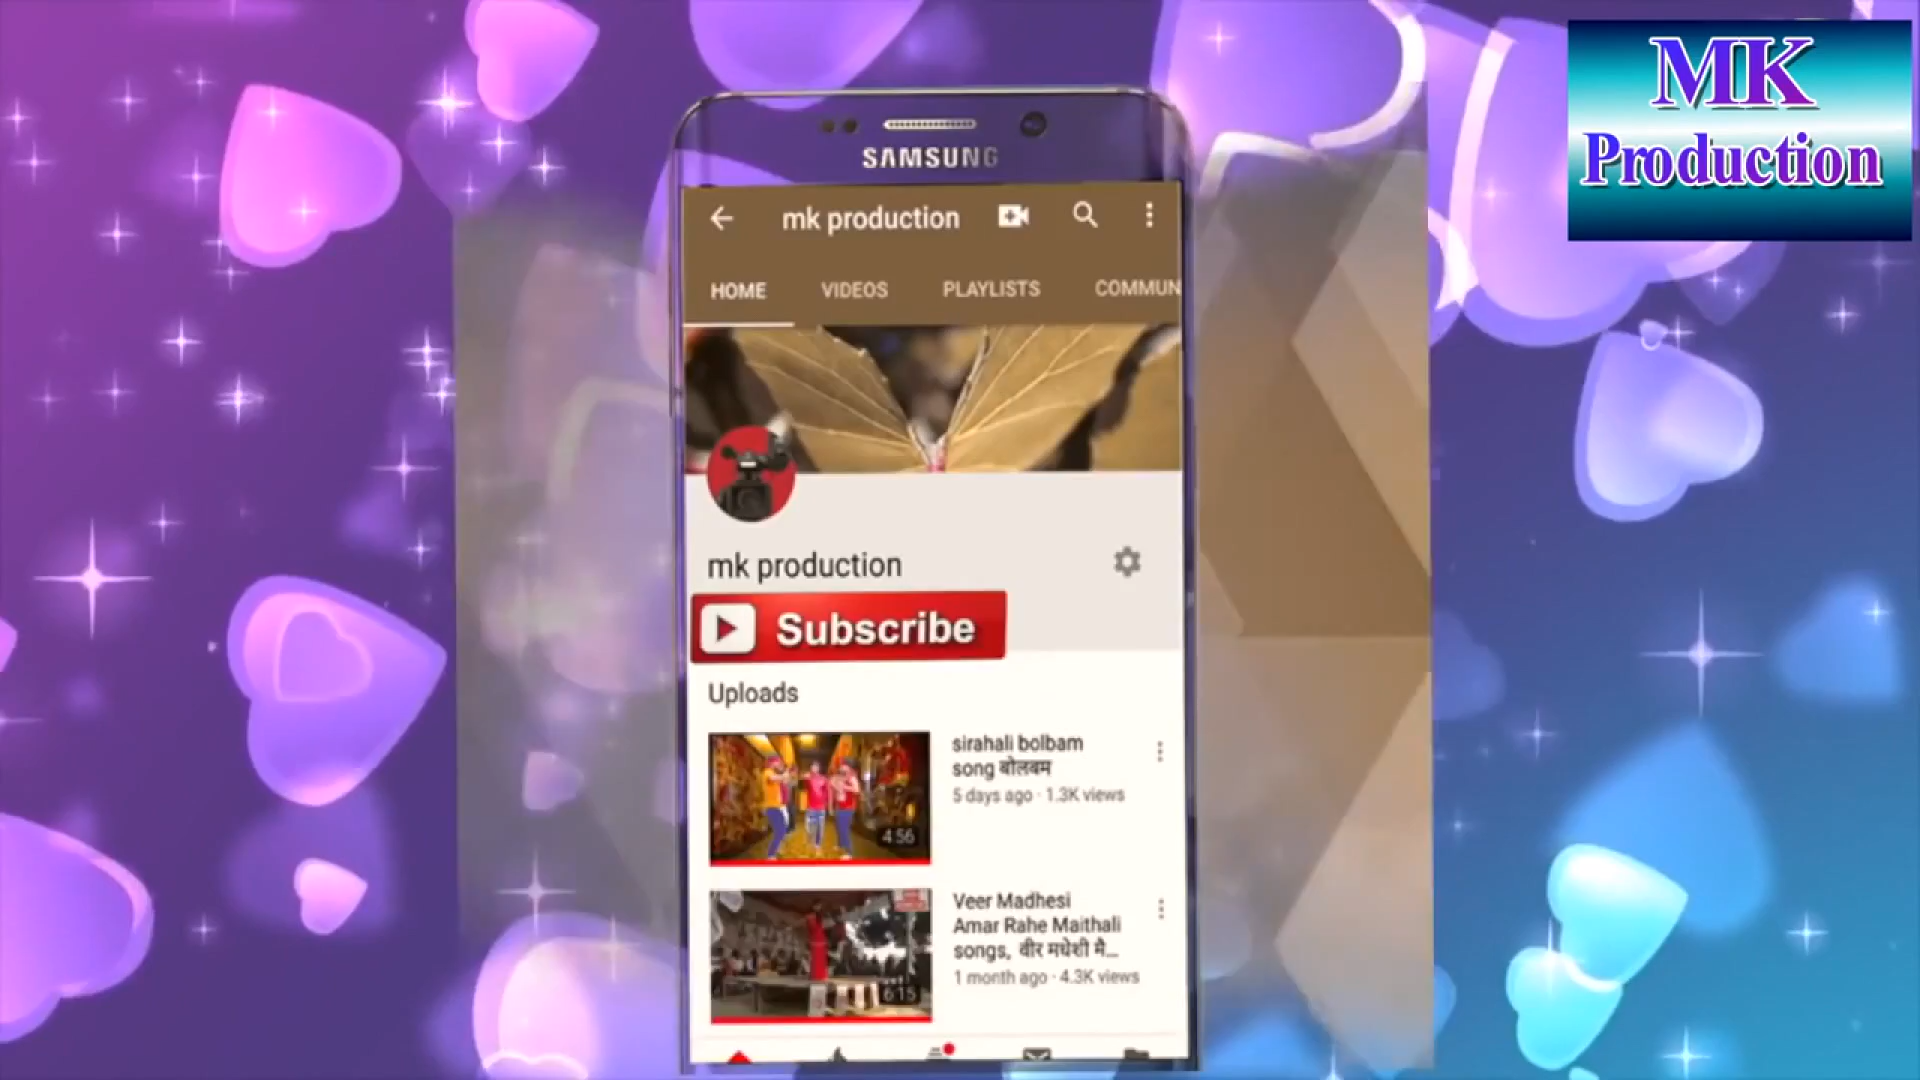 MK
Production
SAMSUNG
mk production
HOME VIDEOS PLAYLISTS COMMUN
mk production
Subscribe
Uploads
sirahali bolbam
song बोलबम
5 days ago · 1.3K views
4:56
Veer Madhesi
Amar Rahe Maithali
songs, वीर मधेशी मै...
1 month ago · 4.3K views
6:15